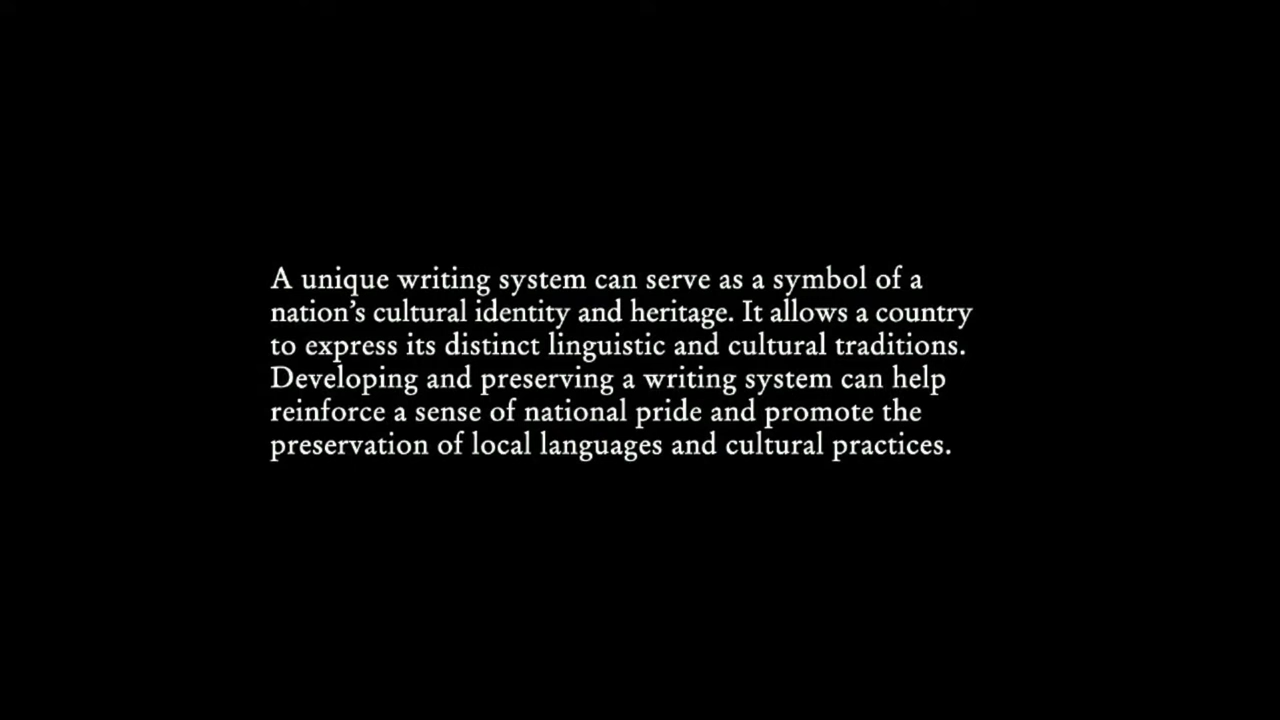 A unique writing system can serve as a symbol of a
nation’s cultural identity and heritage. It allows a country
to express its distinct linguistic and cultural traditions.
Developing and preserving a writing system can help
reinforce a sense of national pride and promote the
preservation of local languages and cultural practices.